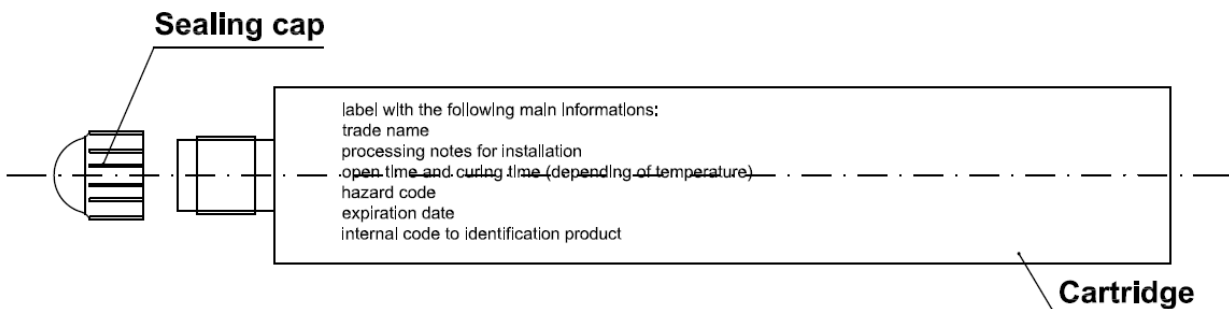 Sealing cap
label with the following main informations:
trade name
processing notes for installation
open time and curing time (depending of temperature)
hazard code
expiration date
internal code to identification product
Cartridge